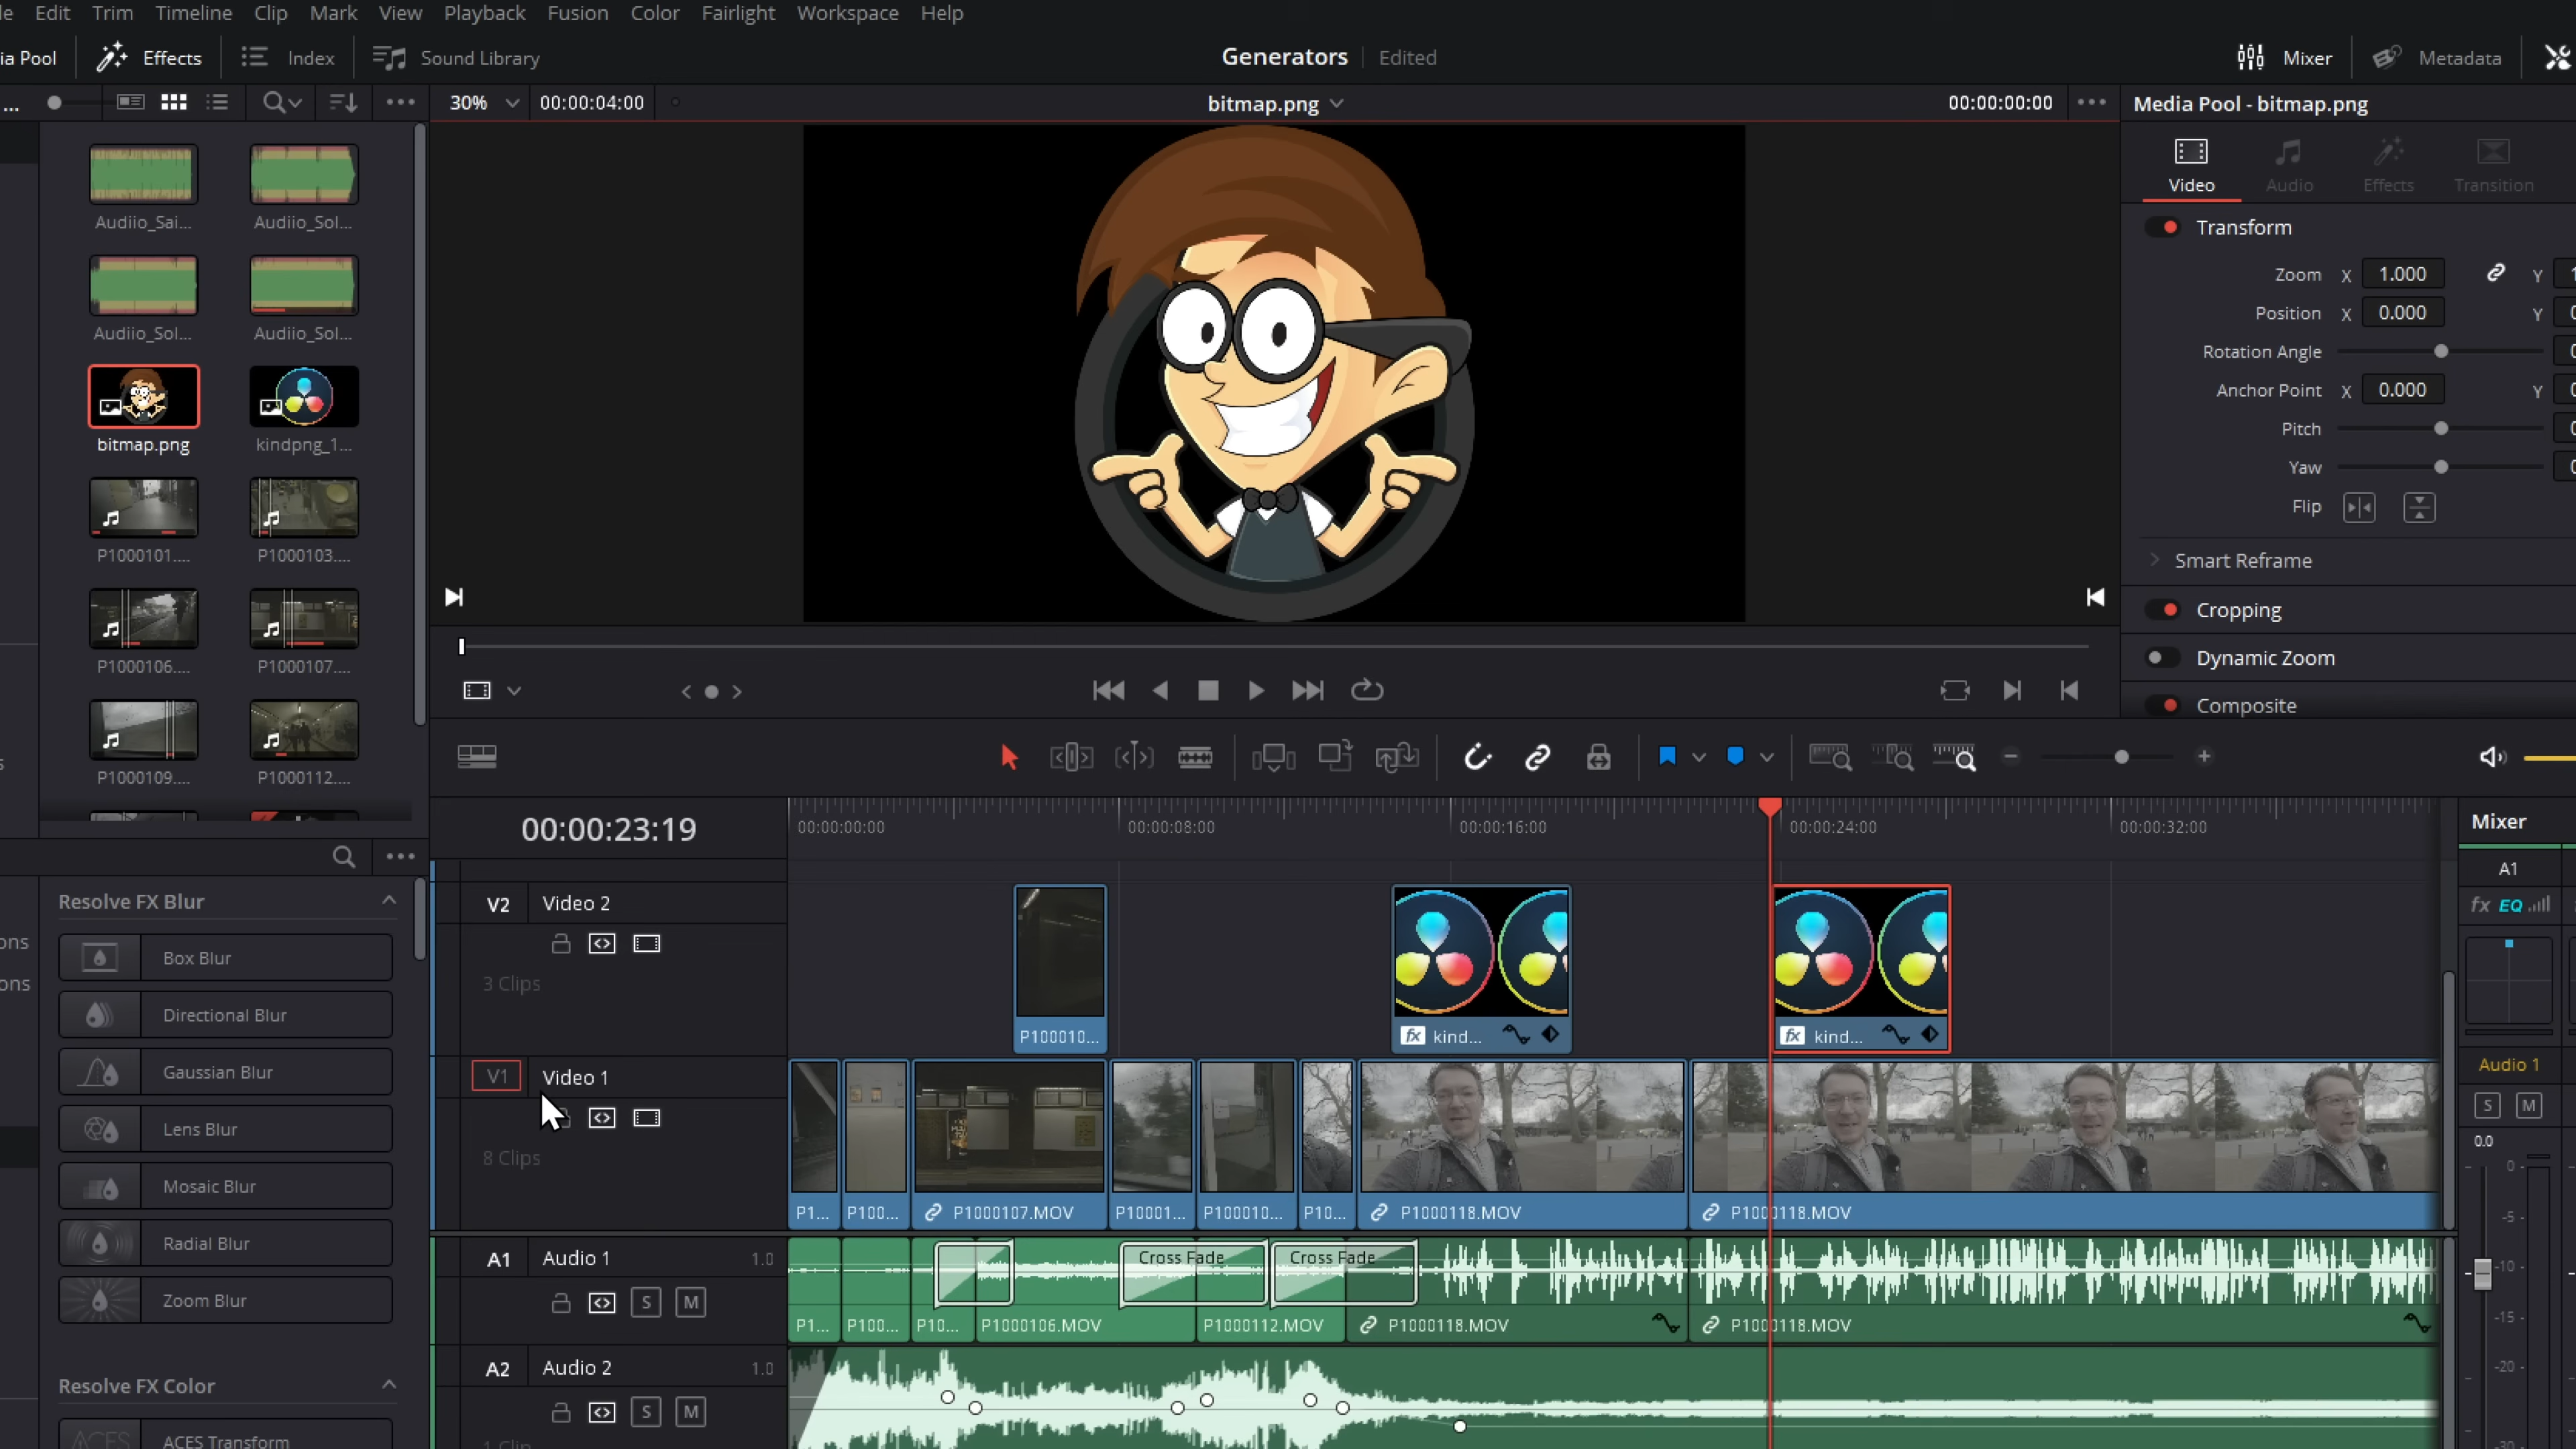 Edit Trim Timeline Clip Mark View Playback Fusion Color Fairlight Workspace Help
Pool Effects Index Sound Library Generators Edited Mixer Metadata
... 30% 00:00:04:00 bitmap.png 00:00:00:00 Media Pool - bitmap.png
Audiio_Sai... Audiio_Sol...
Audiio_Sol... Audiio_Sol...
bitmap.png kindpng_1...
P1000101.... P1000103....
P1000106.... P1000107....
P1000109.... P1000112....
Video Audio Effects Transition
Transform
Zoom X 1.000 Y
Position X 0.000 Y
Rotation Angle
Anchor Point X 0.000 Y
Pitch
Yaw
Flip
Smart Reframe
Cropping
Dynamic Zoom
Composite
Resolve FX Blur
Box Blur
Directional Blur
Gaussian Blur
Lens Blur
Mosaic Blur
Radial Blur
Zoom Blur
Resolve FX Color
ACES Transform
00:00:23:19
00:00:00:00 00:00:08:00 00:00:16:00 00:00:24:00 00:00:32:00
V2 Video 2
3 Clips
P100010... fx kind... fx kind...
V1 Video 1
8 Clips
P1... P100... P1000107.MOV P10001... P100010... P10... P1000118.MOV P1000118.MOV
A1 Audio 1 1.0
S M
Cross Fade Cross Fade
P1... P100... P10... P1000106.MOV P1000112.MOV P1000118.MOV P1000118.MOV
A2 Audio 2 1.0
S M
Mixer
A1
fx EQ
Audio 1
S M
0.0
0
-5
-10
-15
-20